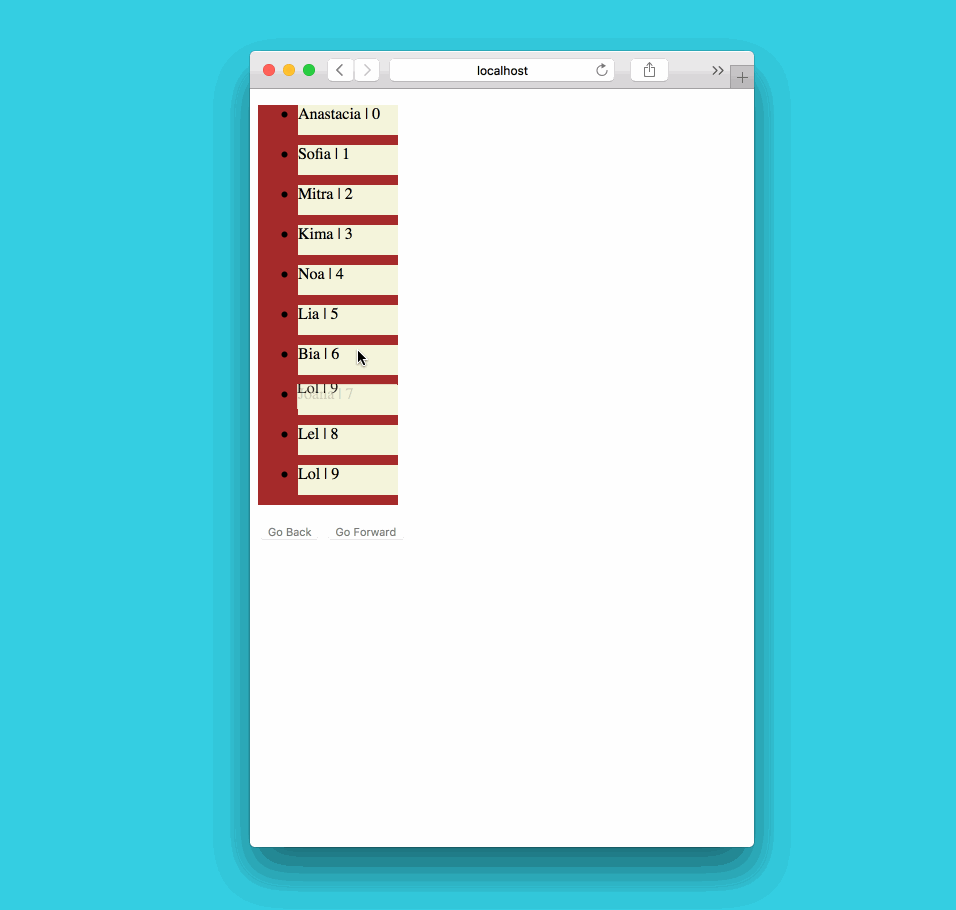 localhost
Anastacia | 0
Sofia | 1
Mitra | 2
Kima | 3
Noa | 4
Lia | 5
Bia | 6
Lol | 9
Joana | 7
Lel | 8
Lol | 9
Go Back Go Forward